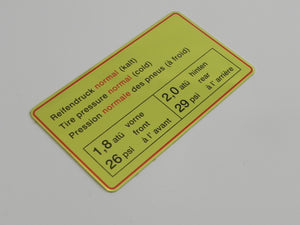 Reifendruck normal (kalt)
Tire pressure normal (cold)
Pression normale des pneus (à froid)
1,8 atü vorne
26 psi front
à l' avant
2,0 atü hinten
29 psi rear
à l' arrière